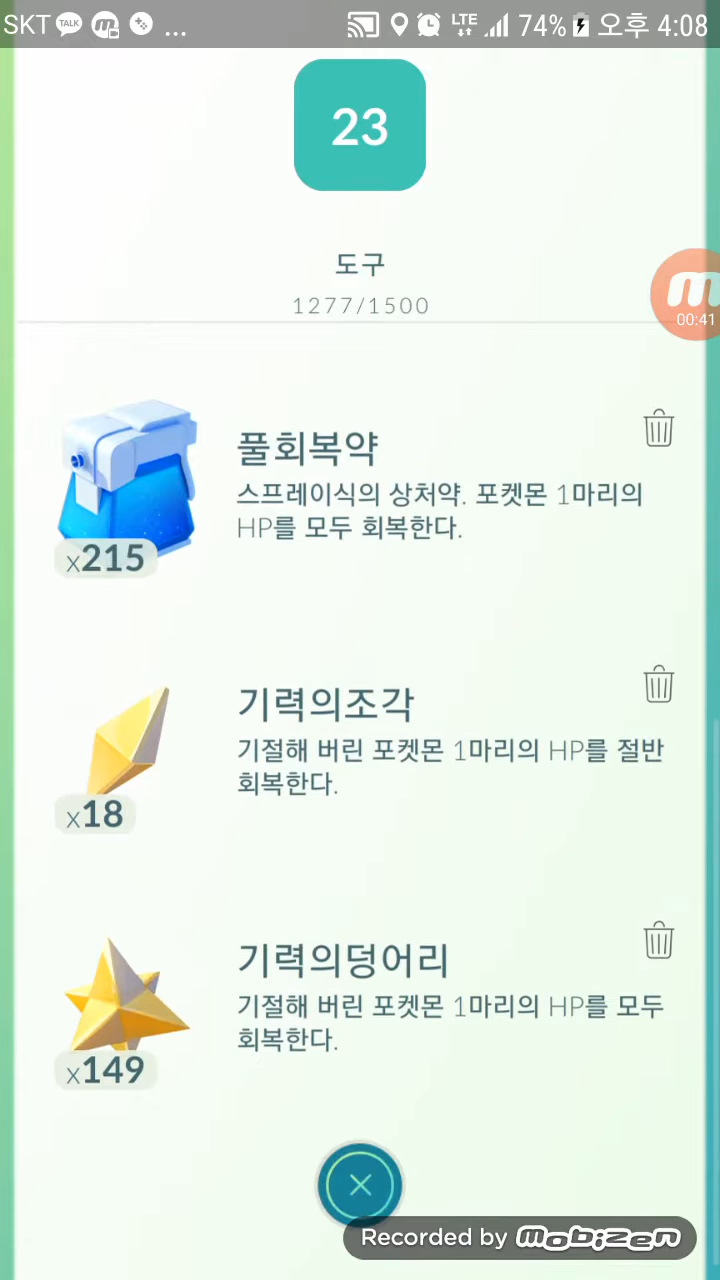 SKT TALK m ... LTE 74% 오후 4:08
23
도구
1277/1500
m
00:41
풀회복약
스프레이식의 상처약. 포켓몬 1마리의
HP를 모두 회복한다.
x215
기력의조각
기절해 버린 포켓몬 1마리의 HP를 절반
회복한다.
x18
기력의덩어리
기절해 버린 포켓몬 1마리의 HP를 모두
회복한다.
x149
Recorded by mobizen